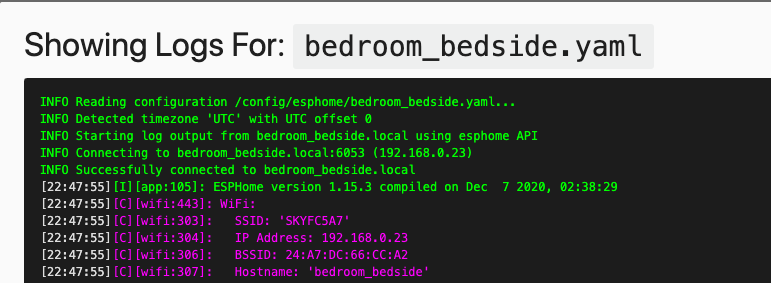 Showing Logs For: bedroom_bedside.yaml
INFO Reading configuration /config/esphome/bedroom_bedside.yaml...
INFO Detected timezone 'UTC' with UTC offset 0
INFO Starting log output from bedroom_bedside.local using esphome API
INFO Connecting to bedroom_bedside.local:6053 (192.168.0.23)
INFO Successfully connected to bedroom_bedside.local
[22:47:55][I][app:105]: ESPHome version 1.15.3 compiled on Dec  7 2020, 02:38:29
[22:47:55][C][wifi:443]: WiFi:
[22:47:55][C][wifi:303]:   SSID: 'SKYFC5A7'
[22:47:55][C][wifi:304]:   IP Address: 192.168.0.23
[22:47:55][C][wifi:306]:   BSSID: 24:A7:DC:66:CC:A2
[22:47:55][C][wifi:307]:   Hostname: 'bedroom_bedside'